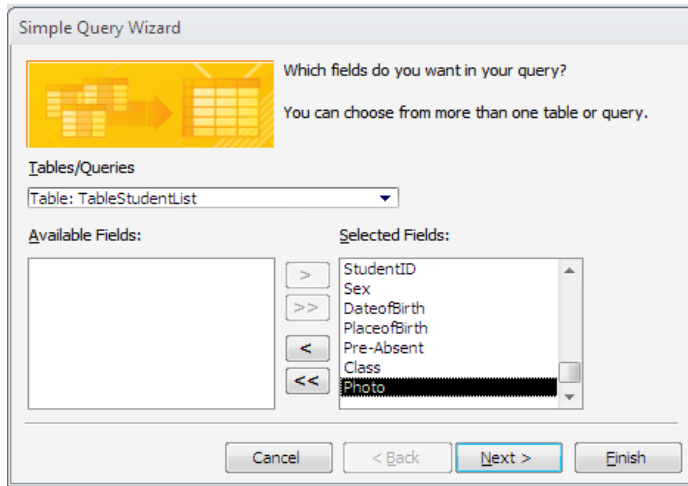 Simple Query Wizard
Which fields do you want in your query?
You can choose from more than one table or query.
Tables/Queries
Table: TableStudentList
Available Fields:
Selected Fields:
>
>>
<
<<
StudentID
Sex
DateofBirth
PlaceofBirth
Pre-Absent
Class
Photo
Cancel
< Back
Next >
Finish